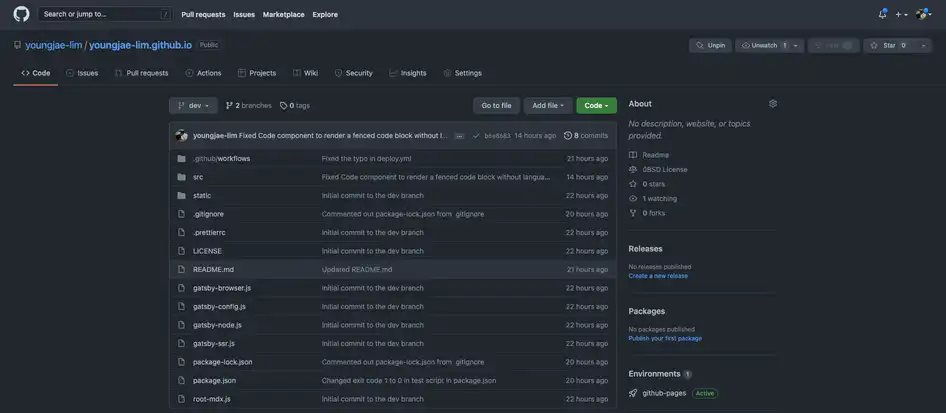 Search or jump to... / Pull requests Issues Marketplace Explore
youngjae-lim / youngjae-lim.github.io Public Unpin Unwatch 1 Star 0
Code Issues Pull requests Actions Projects Wiki Security Insights Settings
dev 2 branches 0 tags Go to file Add file Code
About
No description, website, or topics
provided.
youngjae-lim Fixed Code component to render a fenced code block without l... ... 14 hours ago 8 commits
Readme
.github/workflows Fixed the typo in deploy.yml 21 hours ago
0BSD License
src Fixed Code component to render a fenced code block without langua... 14 hours ago
0 stars
static Initial commit to the dev branch 22 hours ago
1 watching
.gitignore Commented out package-lock.json from .gitignore 20 hours ago
0 forks
.prettierrc Initial commit to the dev branch 22 hours ago
LICENSE Initial commit to the dev branch 22 hours ago
Releases
README.md Updated README.md 21 hours ago
No releases published
Create a new release
gatsby-browser.js Initial commit to the dev branch 22 hours ago
gatsby-config.js Initial commit to the dev branch 22 hours ago
Packages
gatsby-node.js Initial commit to the dev branch 22 hours ago
No packages published
Publish your first package
gatsby-ssr.js Initial commit to the dev branch 22 hours ago
package-lock.json Commented out package-lock.json from .gitignore 20 hours ago
Environments 1
package.json Changed exit code 1 to 0 in test script in package.json 20 hours ago
github-pages Active
root-mdx.js Initial commit to the dev branch 22 hours ago